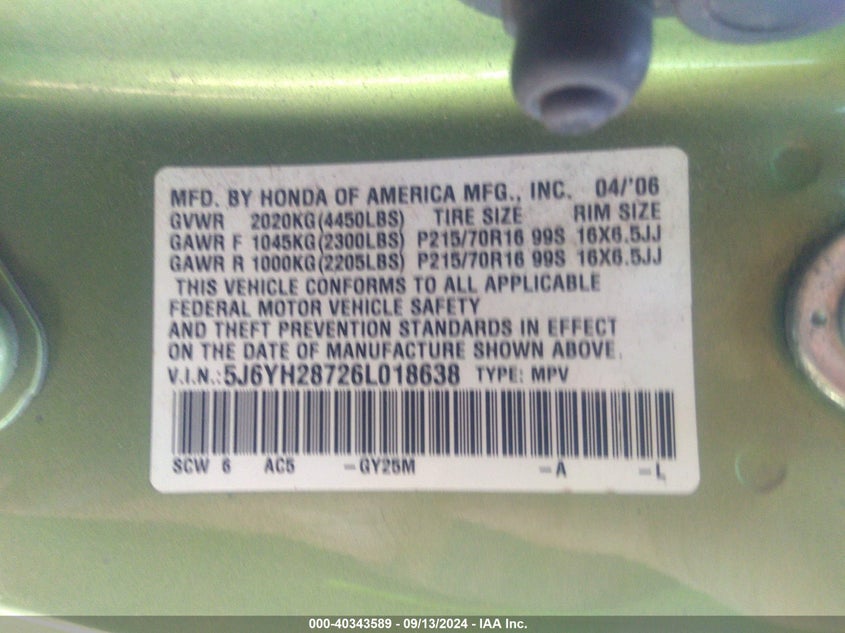 MFD. BY HONDA OF AMERICA MFG., INC. 04/'06
GVWR 2020KG(4450LBS) TIRE SIZE RIM SIZE
GAWR F 1045KG(2300LBS) P215/70R16 99S 16X6.5JJ
GAWR R 1000KG(2205LBS) P215/70R16 99S 16X6.5JJ
THIS VEHICLE CONFORMS TO ALL APPLICABLE
FEDERAL MOTOR VEHICLE SAFETY
AND THEFT PREVENTION STANDARDS IN EFFECT
ON THE DATE OF MANUFACTURE SHOWN ABOVE.
V.I.N.:5J6YH28726L018638 TYPE: MPV
SCW 6 AC5 -GY25M -A -L
000-40343589 - 09/13/2024 - IAA Inc.